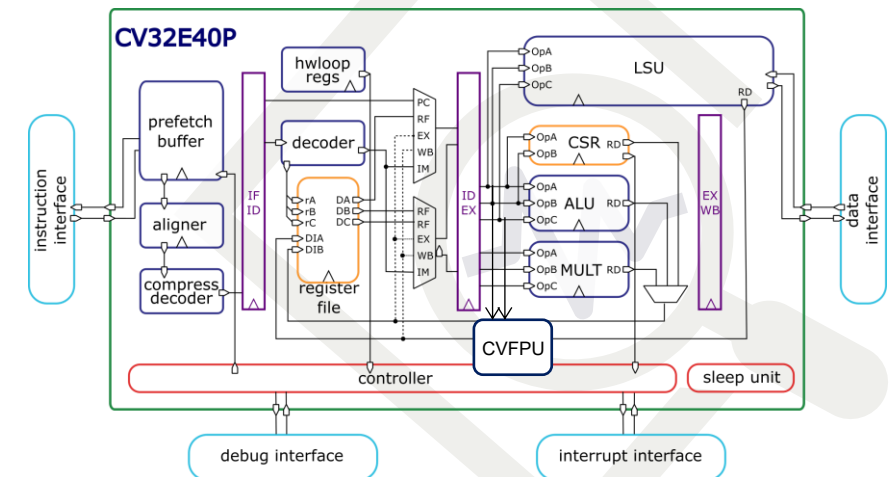 CV32E40P
instruction
interface
prefetch
buffer
aligner
compress
decoder
IF
ID
hwloop
regs
decoder
rA
rB
rC
DIA
DIB
DA
DB
DC
register
file
PC
RF
EX
WB
IM
RF
RF
EX
WB
IM
ID
EX
OpA
OpB
OpC
LSU
RD
OpA
OpB
CSR
RD
OpA
OpB
OpC
ALU
RD
OpA
OpB
OpC
MULT
RD
EX
WB
data
interface
CVFPU
controller
sleep unit
debug interface
interrupt interface